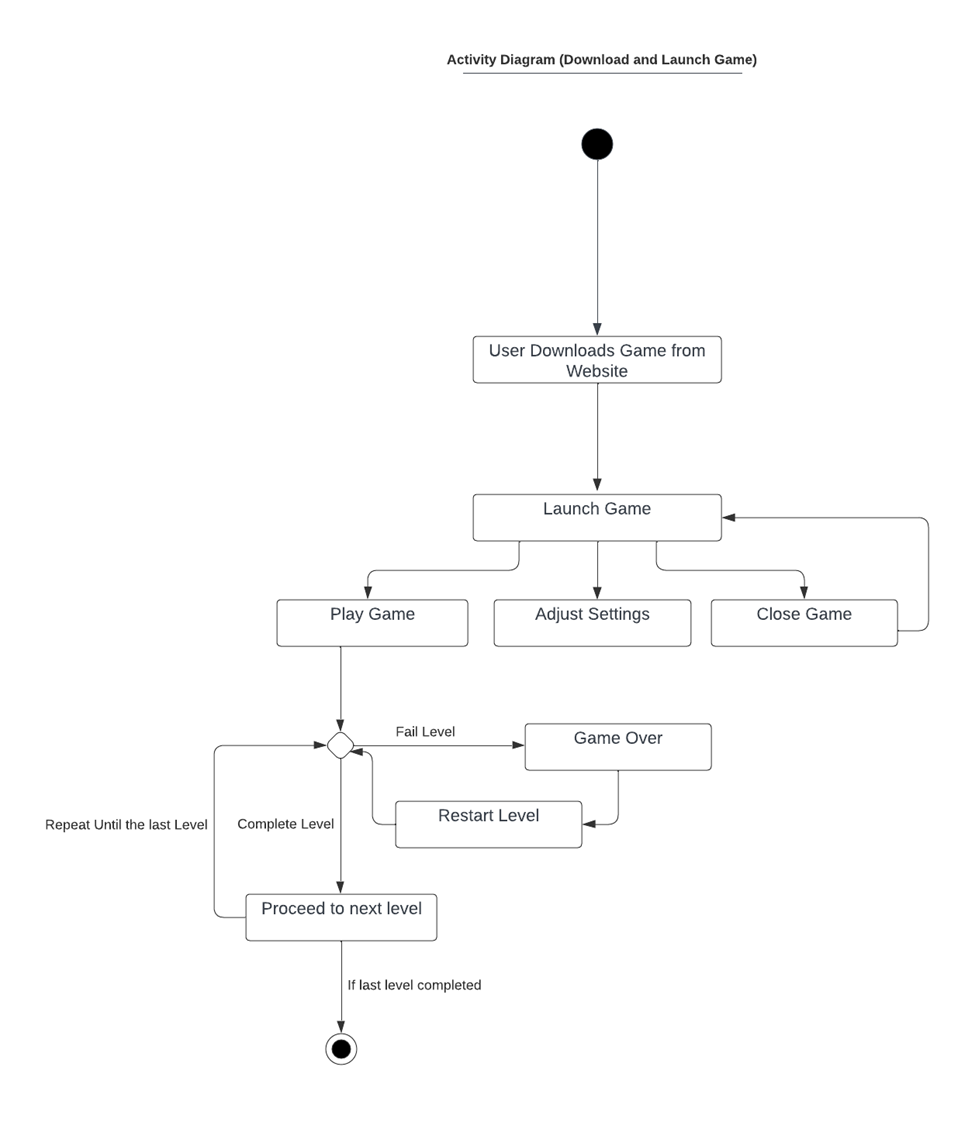 Activity Diagram (Download and Launch Game)
User Downloads Game from
Website
Launch Game
Play Game
Adjust Settings
Close Game
Fail Level
Game Over
Restart Level
Repeat Until the last Level
Complete Level
Proceed to next level
If last level completed